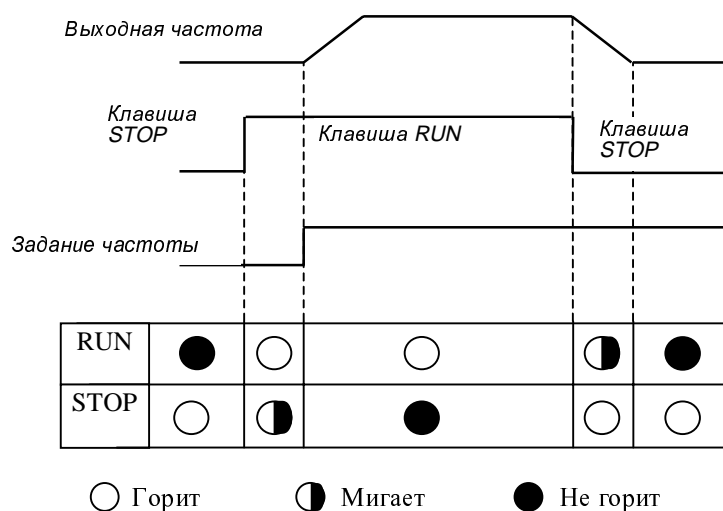 Выходная частота
Клавиша
STOP
Клавиша RUN
Клавиша
STOP
Задание частоты
RUN
STOP
Горит
Мигает
Не горит